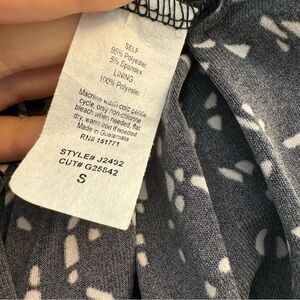 SELF
95% Polyester
5% Spandex
LINING
100% Polyester
Machine wash cold gentle
cycle, only non-chlorine
bleach when needed, flat
dry, warm iron if needed
Made in Guatemala
RN# 151771
STYLE# J2492
CUT# G25842
S